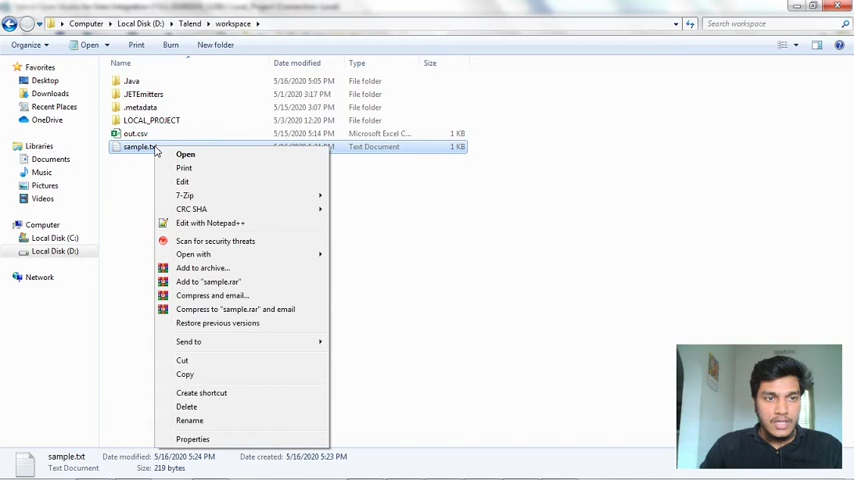 Computer ▸ Local Disk (D:) ▸ Talend ▸ workspace ▸
Search workspace
Organize ▾ Open ▾ Print Burn New folder
Favorites
Desktop
Downloads
Recent Places
OneDrive
Libraries
Documents
Music
Pictures
Videos
Computer
Local Disk (C:)
Local Disk (D:)
Network
Name Date modified Type Size
.Java 5/16/2020 5:05 PM File folder
.JETEmitters 5/1/2020 3:17 PM File folder
.metadata 5/15/2020 3:07 PM File folder
LOCAL_PROJECT 5/3/2020 12:20 PM File folder
out.csv 5/15/2020 5:14 PM Microsoft Excel C... 1 KB
sample.txt Text Document 1 KB
Open
Print
Edit
7-Zip
CRC SHA
Edit with Notepad++
Scan for security threats
Open with
Add to archive...
Add to "sample.rar"
Compress and email...
Compress to "sample.rar" and email
Restore previous versions
Send to
Cut
Copy
Create shortcut
Delete
Rename
Properties
sample.txt Date modified: 5/16/2020 5:24 PM Date created: 5/16/2020 5:23 PM
Text Document Size: 219 bytes